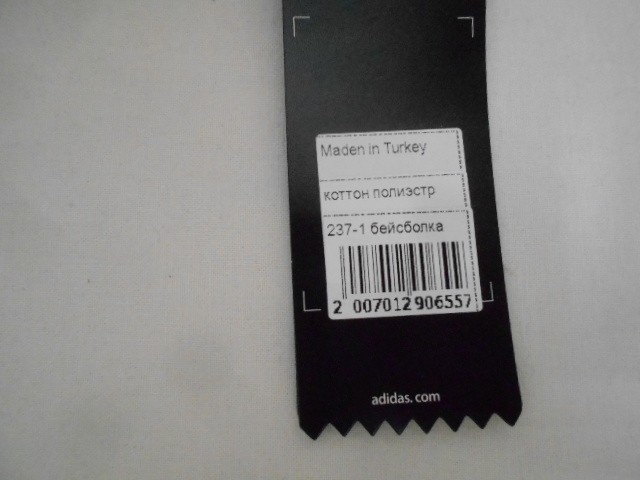 Maden in Turkey
коттон полиэстр
237-1 бейсболка
2 007012 906557
adidas.com